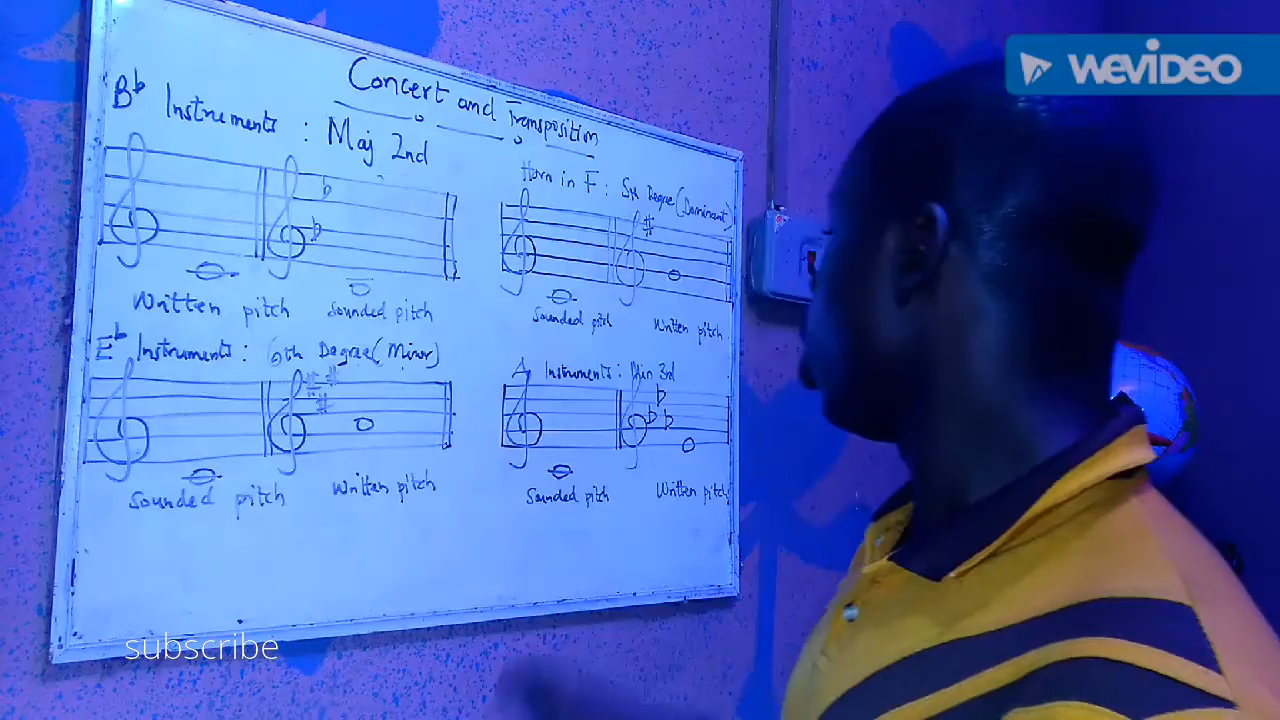 WEVIDEO
Concert and Transposition
B♭ Instruments : Maj 2nd
Written pitch
Sounded pitch
Horn in F : 5th Degree (Dominant)
Sounded pitch
Written pitch
E♭ Instruments : 6th Degree (Minor)
Sounded pitch
Written pitch
A Instruments : Min 3rd
Sounded pitch
Written pitch
subscribe